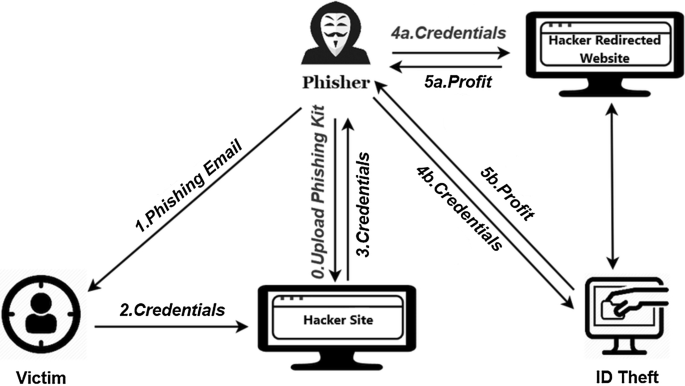 4a.Credentials
Hacker Redirected
Website
Phisher
5a.Profit
1.Phishing Email
0.Upload Phishing Kit
3.Credentials
5b.Profit
4b.Credentials
2.Credentials
Hacker Site
Victim
ID Theft